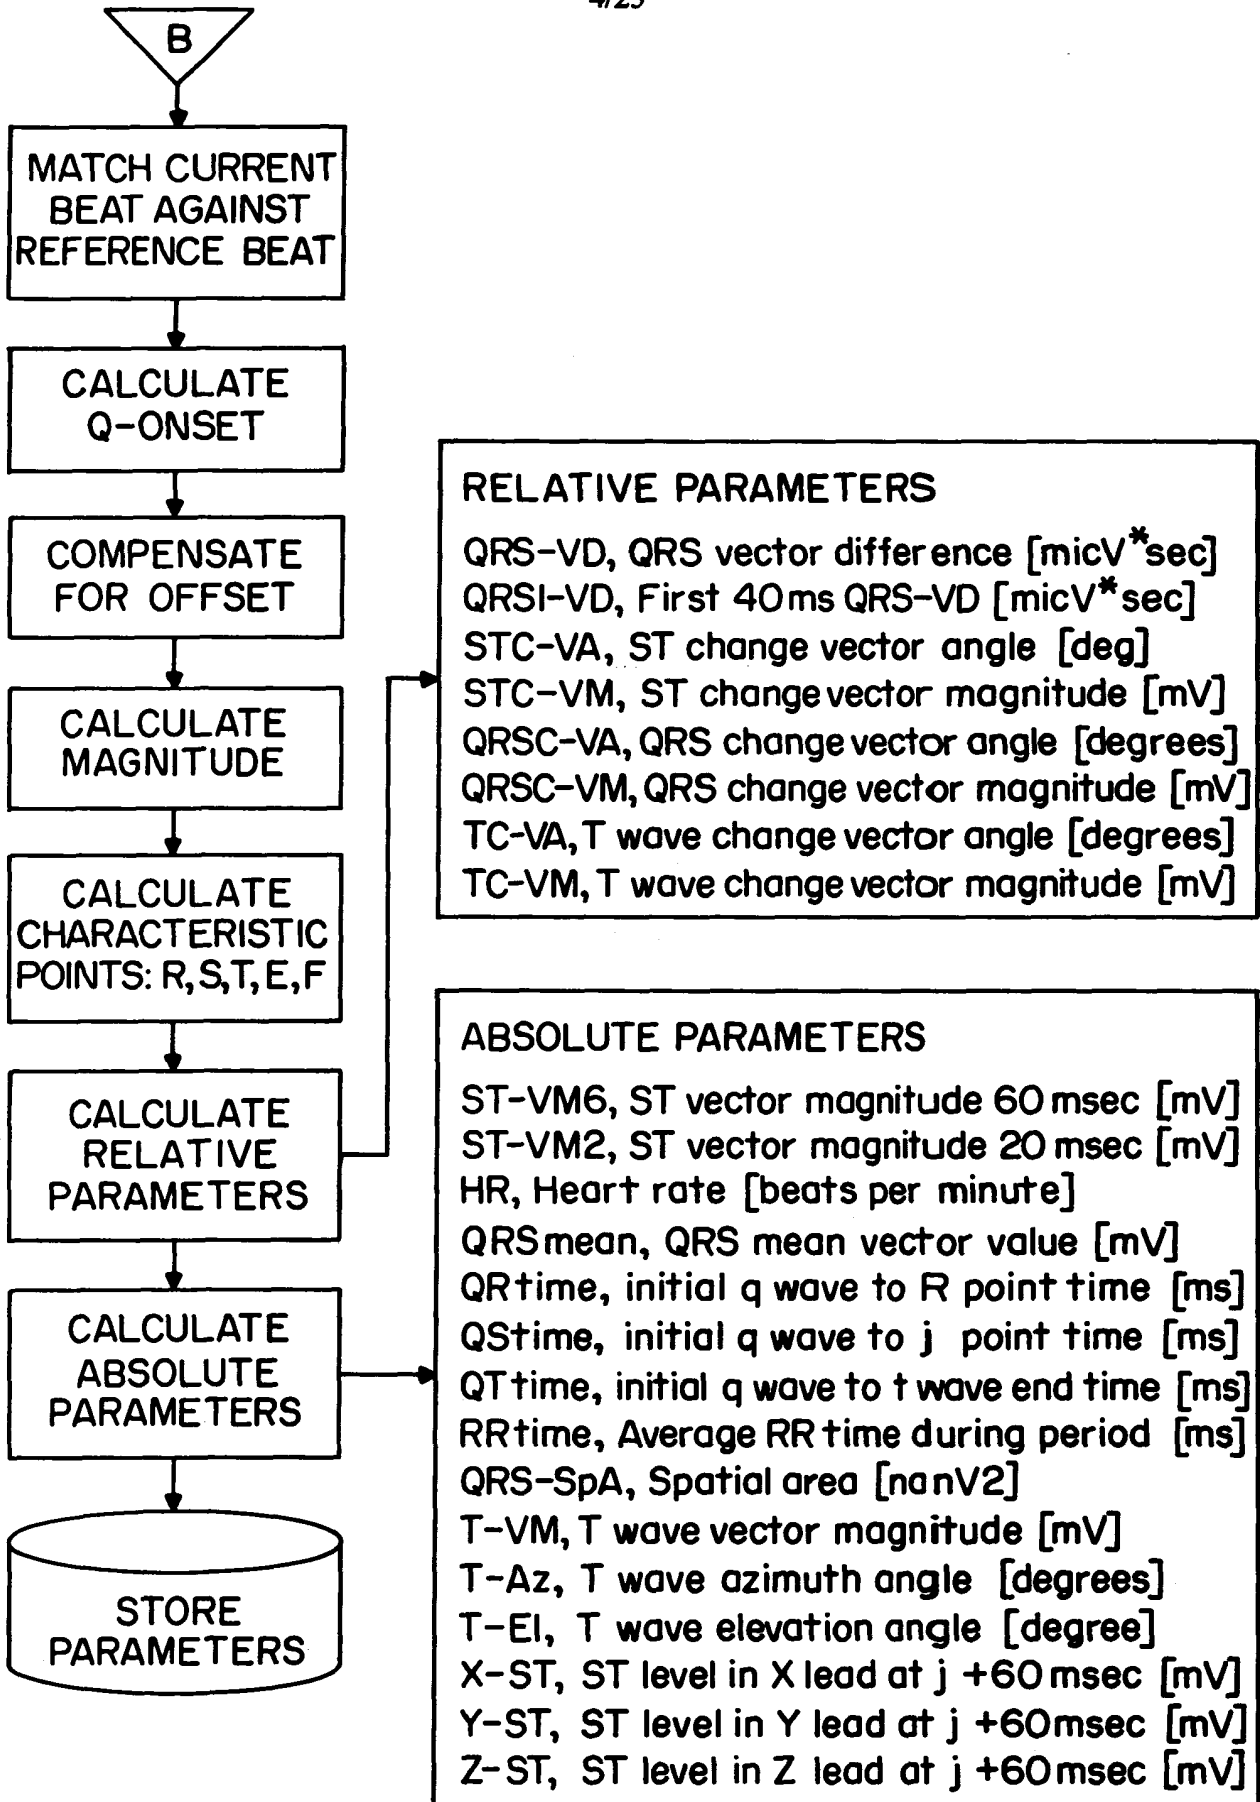 4/25
B
MATCH CURRENT
BEAT AGAINST
REFERENCE BEAT
CALCULATE
Q-ONSET
COMPENSATE
FOR OFFSET
CALCULATE
MAGNITUDE
CALCULATE
CHARACTERISTIC
POINTS: R,S,T,E,F
CALCULATE
RELATIVE
PARAMETERS
CALCULATE
ABSOLUTE
PARAMETERS
STORE
PARAMETERS
RELATIVE PARAMETERS
QRS-VD, QRS vector difference [micV*sec]
QRSI-VD, First 40ms QRS-VD [micV*sec]
STC-VA, ST change vector angle [deg]
STC-VM, ST change vector magnitude [mV]
QRSC-VA, QRS change vector angle [degrees]
QRSC-VM, QRS change vector magnitude [mV]
TC-VA, T wave change vector angle [degrees]
TC-VM, T wave change vector magnitude [mV]
ABSOLUTE PARAMETERS
ST-VM6, ST vector magnitude 60 msec [mV]
ST-VM2, ST vector magnitude 20 msec [mV]
HR, Heart rate [beats per minute]
QRSmean, QRS mean vector value [mV]
QRtime, initial q wave to R point time [ms]
QStime, initial q wave to j point time [ms]
QTtime, initial q wave to t wave end time [ms]
RRtime, Average RR time during period [ms]
QRS-SpA, Spatial area [nanV2]
T-VM, T wave vector magnitude [mV]
T-Az, T wave azimuth angle [degrees]
T-El, T wave elevation angle [degree]
X-ST, ST level in X lead at j +60 msec [mV]
Y-ST, ST level in Y lead at j +60msec [mV]
Z-ST, ST level in Z lead at j +60msec [mV]